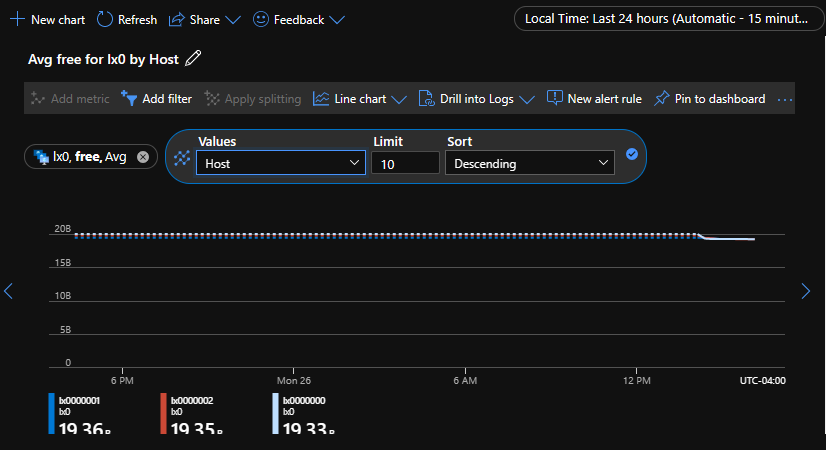 New chart Refresh Share Feedback Local Time: Last 24 hours (Automatic - 15 minut...
Avg free for lx0 by Host
Add metric Add filter Apply splitting Line chart Drill into Logs New alert rule Pin to dashboard ...
lx0, free, Avg
Values Limit Sort
Host 10 Descending
20B
15B
10B
5B
0
6 PM Mon 26 6 AM 12 PM UTC-04:00
lx0000001 lx0000002 lx0000000
lx0 lx0 lx0
19.36B 19.35B 19.33B